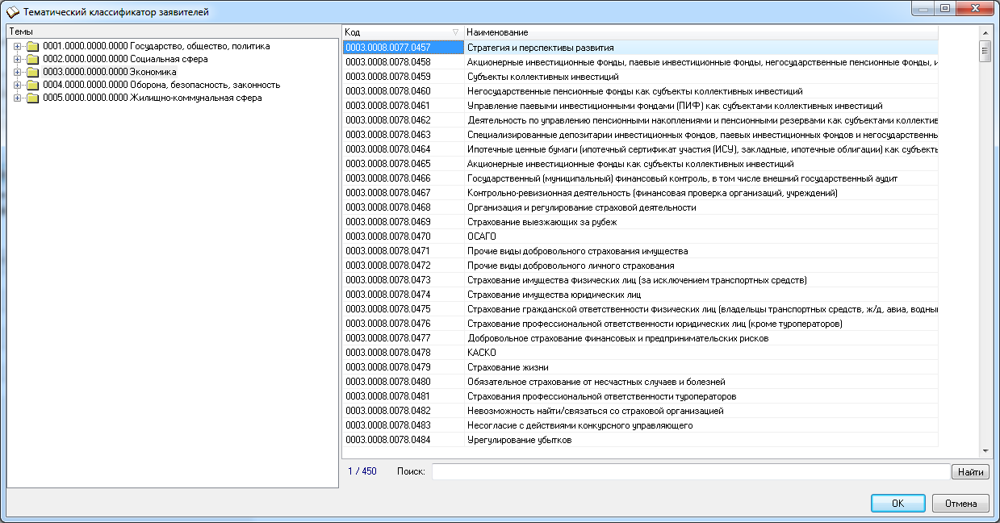 Тематический классификатор заявителей
Темы
0001.0000.0000.0000 Государство, общество, политика
0002.0000.0000.0000 Социальная сфера
0003.0000.0000.0000 Экономика
0004.0000.0000.0000 Оборона, безопасность, законность
0005.0000.0000.0000 Жилищно-коммунальная сфера
Код Наименование
0003.0008.0077.0457 Стратегия и перспективы развития
0003.0008.0078.0458 Акционерные инвестиционные фонды, паевые инвестиционные фонды, негосударственные пенсионные фонды, и
0003.0008.0078.0459 Субъекты коллективных инвестиций
0003.0008.0078.0460 Негосударственные пенсионные фонды как субъекты коллективных инвестиций
0003.0008.0078.0461 Управление паевыми инвестиционными фондами (ПИФ) как субъектами коллективных инвестиций
0003.0008.0078.0462 Деятельность по управлению пенсионными накоплениями и пенсионными резервами как субъектами коллектив
0003.0008.0078.0463 Специализированные депозитарии инвестиционных фондов, паевых инвестиционных фондов и негосударственн
0003.0008.0078.0464 Ипотечные ценные бумаги (ипотечный сертификат участия (ИСУ), закладные, ипотечные облигации) как субъекты
0003.0008.0078.0465 Акционерные инвестиционные фонды как субъекты коллективных инвестиций
0003.0008.0078.0466 Государственный (муниципальный) финансовый контроль, в том числе внешний государственный аудит
0003.0008.0078.0467 Контрольно-ревизионная деятельность (финансовая проверка организаций, учреждений)
0003.0008.0078.0468 Организация и регулирование страховой деятельности
0003.0008.0078.0469 Страхование выезжающих за рубеж
0003.0008.0078.0470 ОСАГО
0003.0008.0078.0471 Прочие виды добровольного страхования имущества
0003.0008.0078.0472 Прочие виды добровольного личного страхования
0003.0008.0078.0473 Страхование имущества физических лиц (за исключением транспортных средств)
0003.0008.0078.0474 Страхование имущества юридических лиц
0003.0008.0078.0475 Страхование гражданской ответственности физических лиц (владельцы транспортных средств, ж/д, авиа, водны
0003.0008.0078.0476 Страхование профессиональной ответственности юридических лиц (кроме туроператоров)
0003.0008.0078.0477 Добровольное страхование финансовых и предпринимательских рисков
0003.0008.0078.0478 КАСКО
0003.0008.0078.0479 Страхование жизни
0003.0008.0078.0480 Обязательное страхование от несчастных случаев и болезней
0003.0008.0078.0481 Страхования профессиональной ответственности туроператоров
0003.0008.0078.0482 Невозможность найти/связаться со страховой организацией
0003.0008.0078.0483 Несогласие с действиями конкурсного управляющего
0003.0008.0078.0484 Урегулирование убытков
1 / 450 Поиск: Найти
OK Отмена